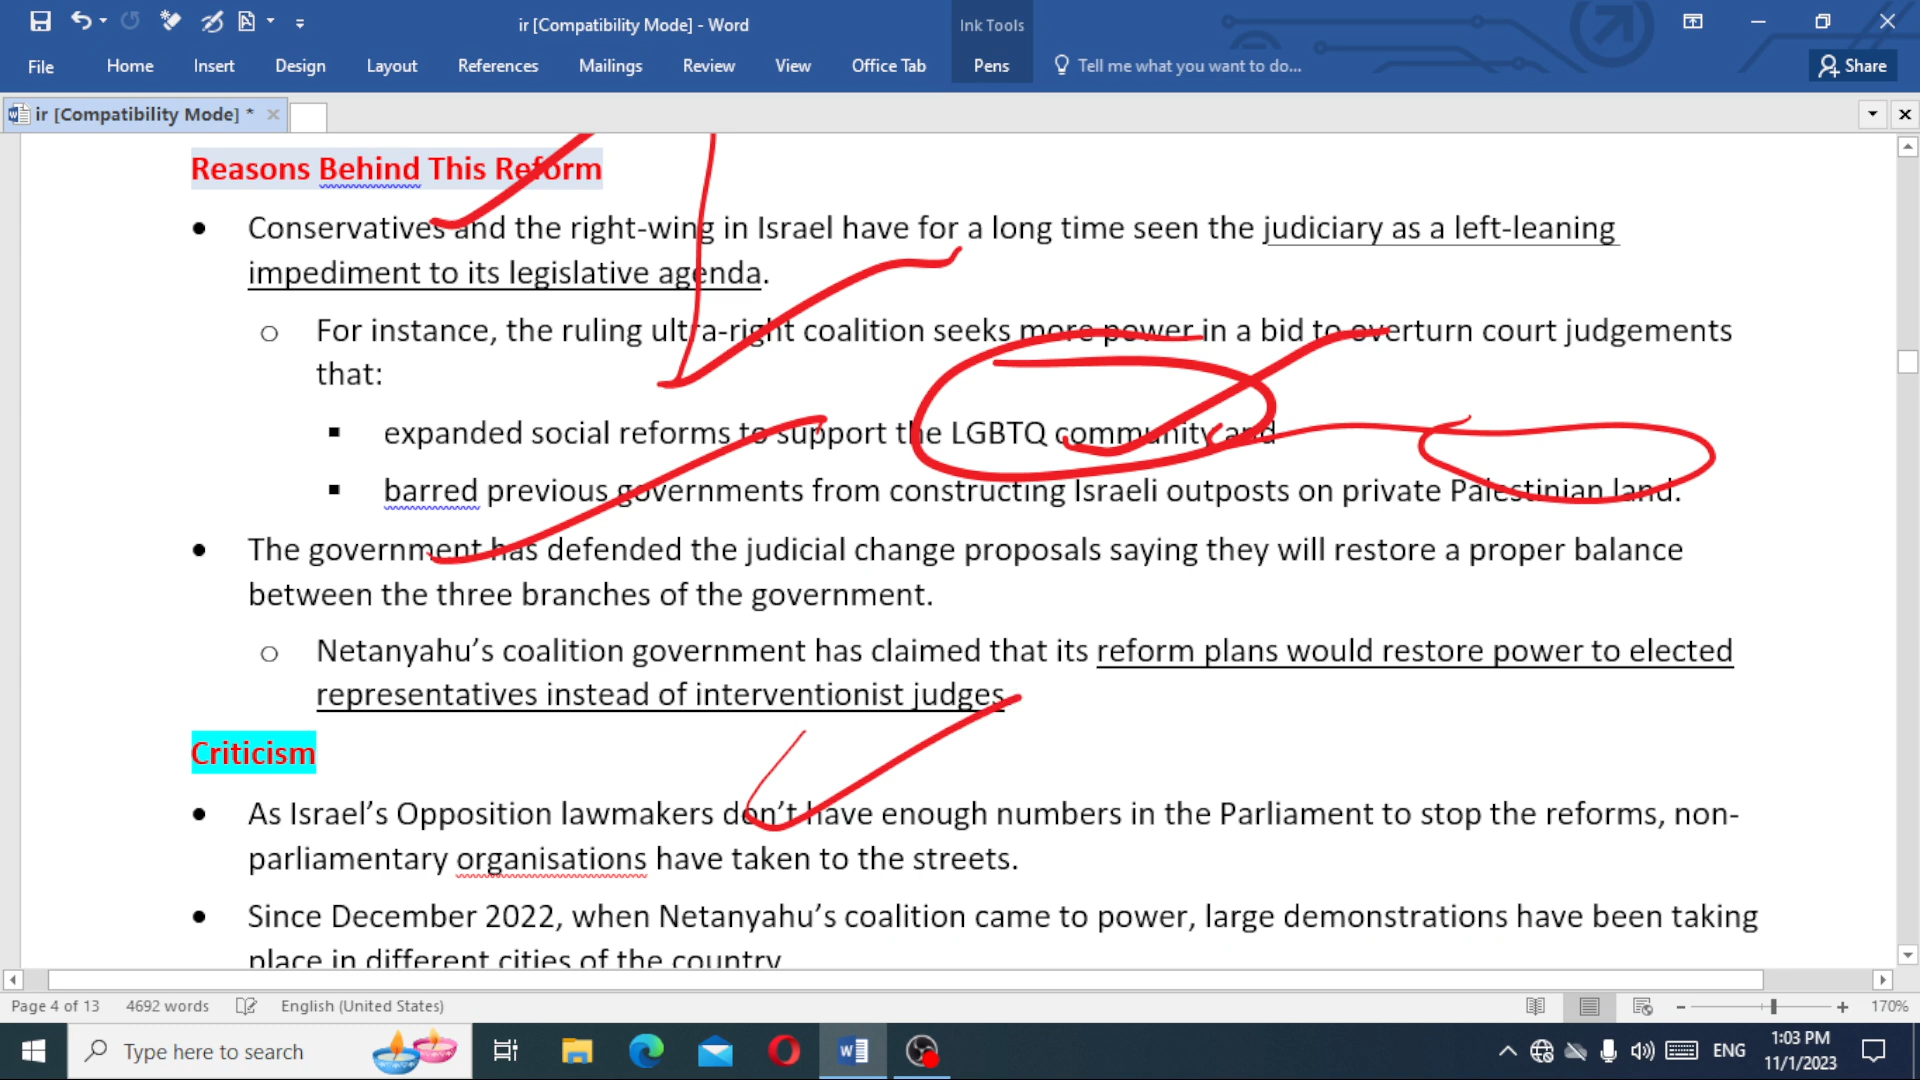 ir [Compatibility Mode] - Word
Ink Tools
File Home Insert Design Layout References Mailings Review View Office Tab Pens Tell me what you want to do... Share
ir [Compatibility Mode] *
Reasons Behind This Reform
• Conservatives and the right-wing in Israel have for a long time seen the judiciary as a left-leaning
impediment to its legislative agenda.
o For instance, the ruling ultra-right coalition seeks more power in a bid to overturn court judgements
that:
▪ expanded social reforms to support the LGBTQ community and
▪ barred previous governments from constructing Israeli outposts on private Palestinian land.
• The government has defended the judicial change proposals saying they will restore a proper balance
between the three branches of the government.
o Netanyahu’s coalition government has claimed that its reform plans would restore power to elected
representatives instead of interventionist judges
Criticism
• As Israel’s Opposition lawmakers don’t have enough numbers in the Parliament to stop the reforms, non-
parliamentary organisations have taken to the streets.
• Since December 2022, when Netanyahu’s coalition came to power, large demonstrations have been taking
place in different cities of the country
Page 4 of 13 4692 words English (United States) 170%
Type here to search
ENG
1:03 PM
11/1/2023